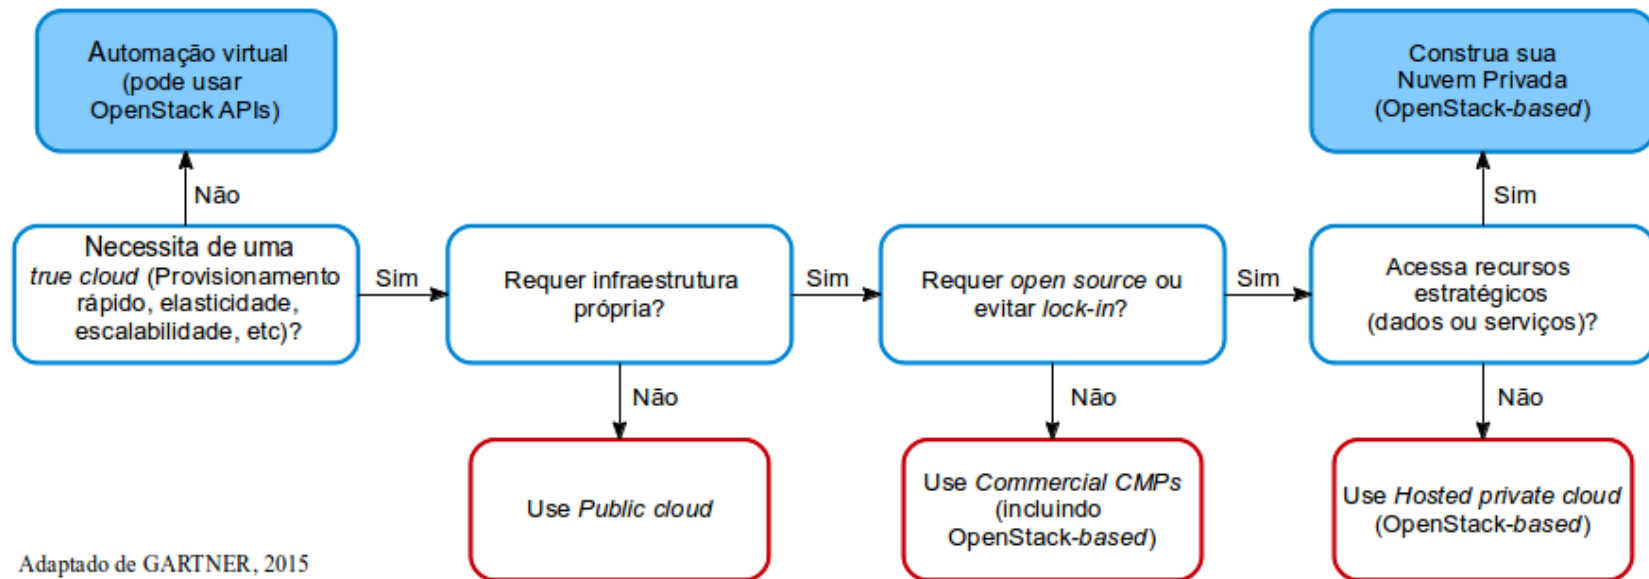 Automação virtual
(pode usar
OpenStack APIs)
Construa sua
Nuvem Privada
(OpenStack-based)
Não
Sim
Necessita de uma
true cloud (Provisionamento
rápido, elasticidade,
escalabilidade, etc)?
Sim
Requer infraestrutura
própria?
Sim
Requer open source ou
evitar lock-in?
Sim
Acessa recursos
estratégicos
(dados ou serviços)?
Não
Não
Não
Use Public cloud
Use Commercial CMPs
(incluindo
OpenStack-based)
Use Hosted private cloud
(OpenStack-based)
Adaptado de GARTNER, 2015